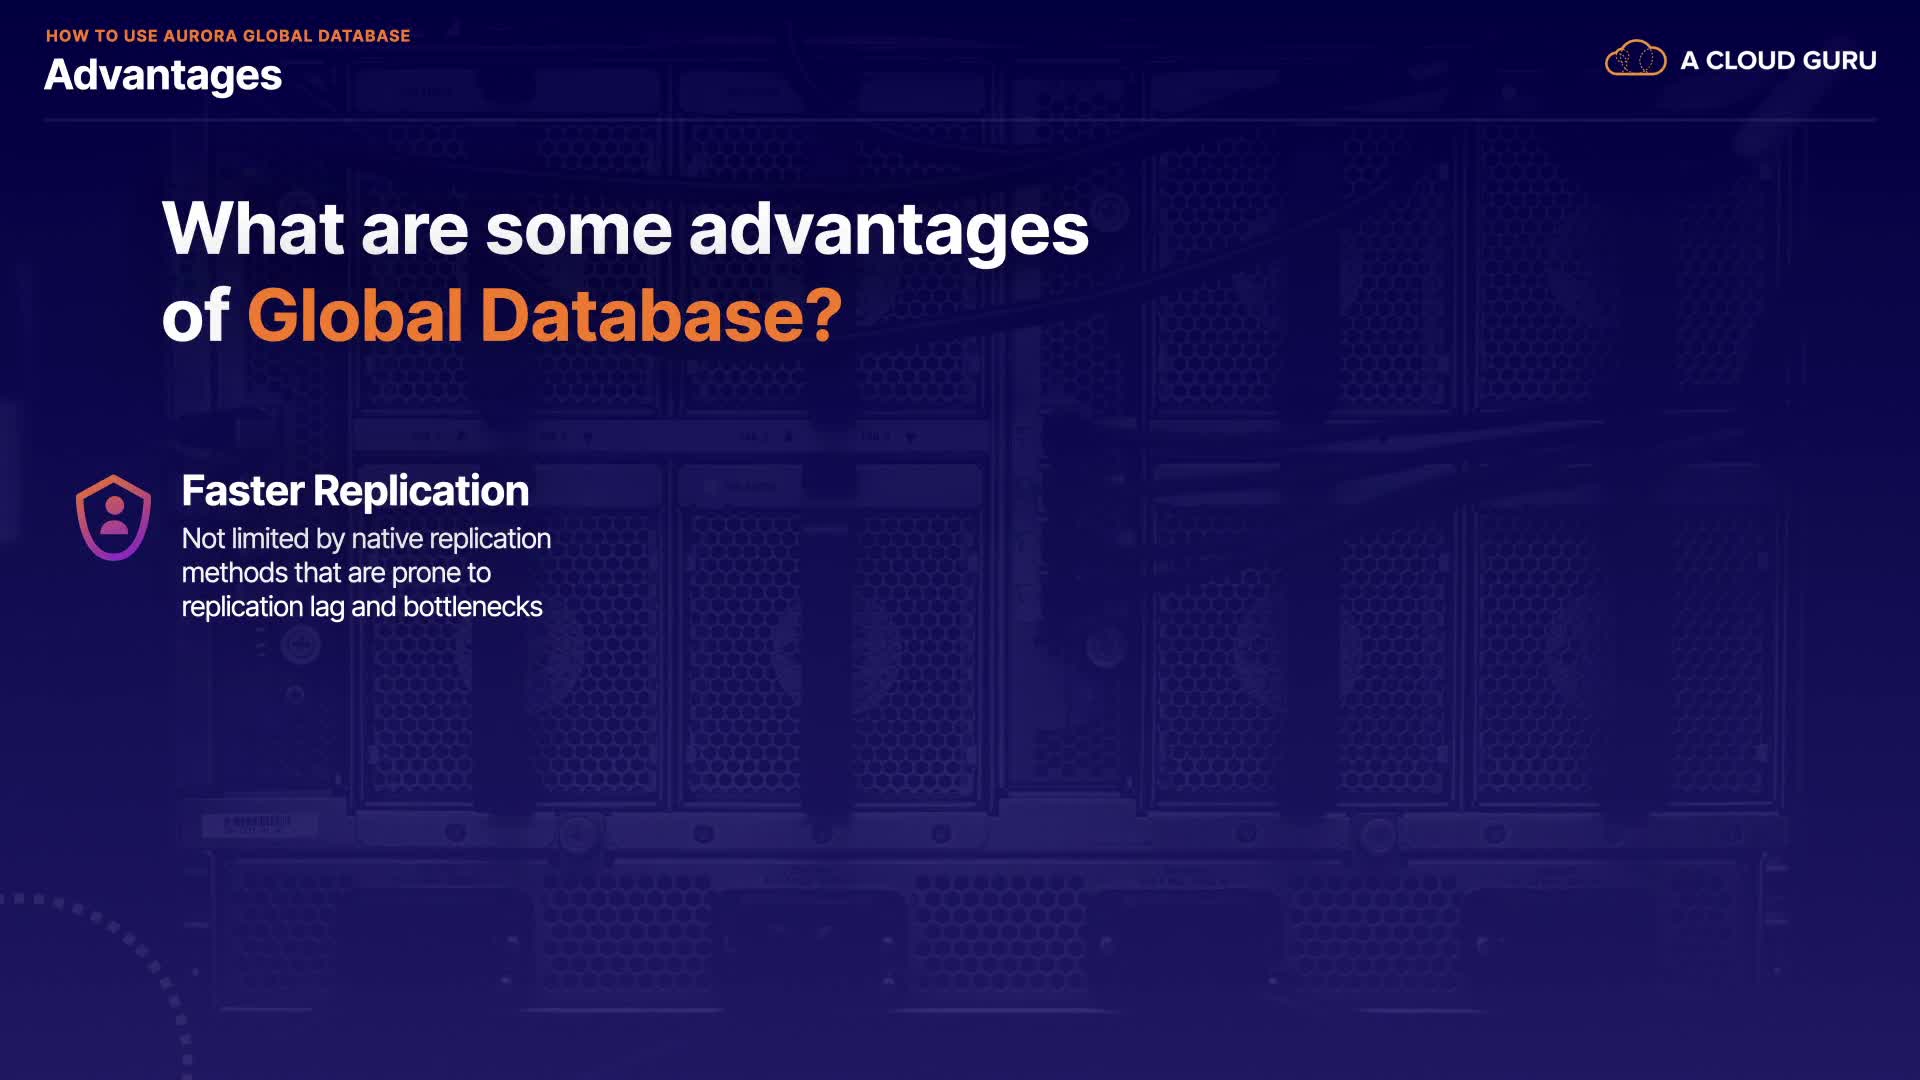 HOW TO USE AURORA GLOBAL DATABASE
Advantages
A CLOUD GURU
What are some advantages
of Global Database?
Faster Replication
Not limited by native replication
methods that are prone to
replication lag and bottlenecks